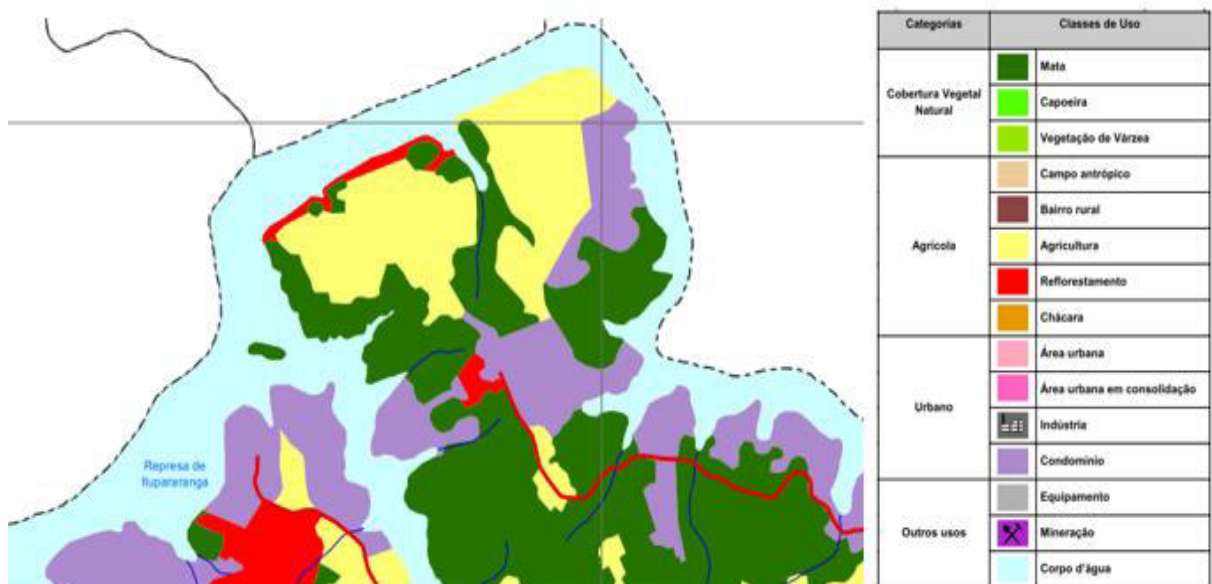 Categorias Classes de Uso
Cobertura Vegetal
Natural
Mata
Capoeira
Vegetação de Várzea
Agrícola
Campo antrópico
Bairro rural
Agricultura
Reflorestamento
Chácara
Urbano
Área urbana
Área urbana em consolidação
Indústria
Condomínio
Outros usos
Equipamento
Mineração
Corpo d'água
Represa de
Itupararanga